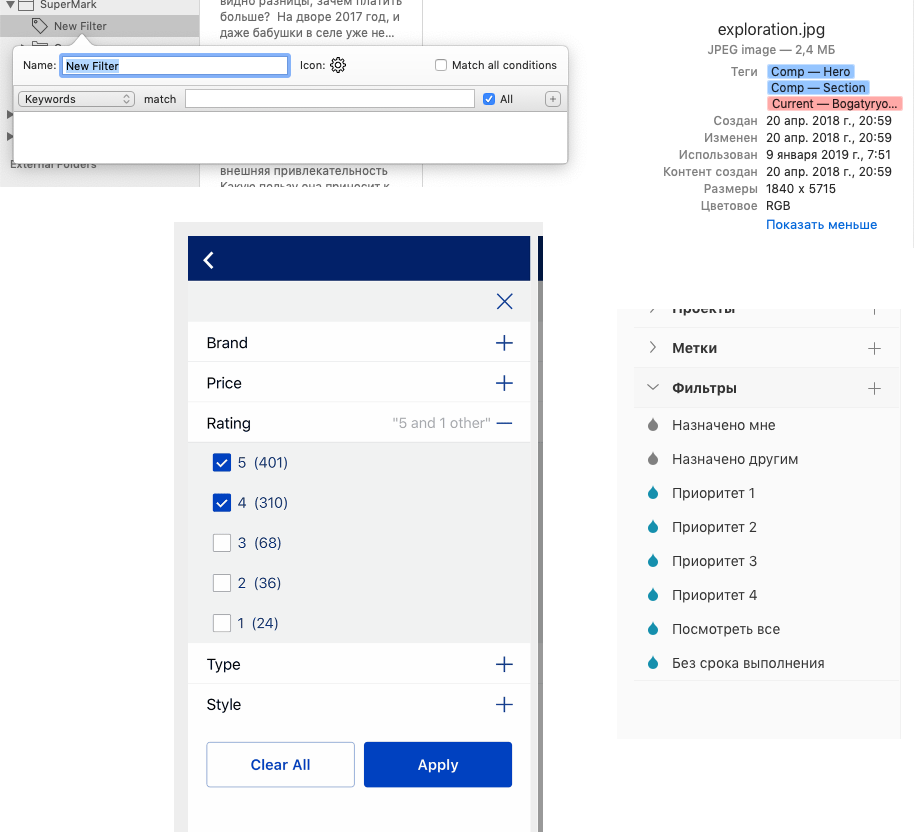 SuperMark
New Filter
видно разницы, зачем платить
больше? На дворе 2017 год, и
даже бабушки в селе уже не...
Name: New Filter Icon: Match all conditions
Keywords match All
External Folders
внешняя привлекательность
Какую пользу она приносит к
exploration.jpg
JPEG image — 2,4 МБ
Теги Comp — Hero
Comp — Section
Current — Bogatyryo...
Создан 20 апр. 2018 г., 20:59
Изменен 20 апр. 2018 г., 20:59
Использован 9 января 2019 г., 7:51
Контент создан 20 апр. 2018 г., 20:59
Размеры 1840 x 5715
Цветовое RGB
Показать меньше
Brand
Price
Rating "5 and 1 other"
5 (401)
4 (310)
3 (68)
2 (36)
1 (24)
Type
Style
Clear All Apply
Проекты
Метки
Фильтры
Назначено мне
Назначено другим
Приоритет 1
Приоритет 2
Приоритет 3
Приоритет 4
Посмотреть все
Без срока выполнения